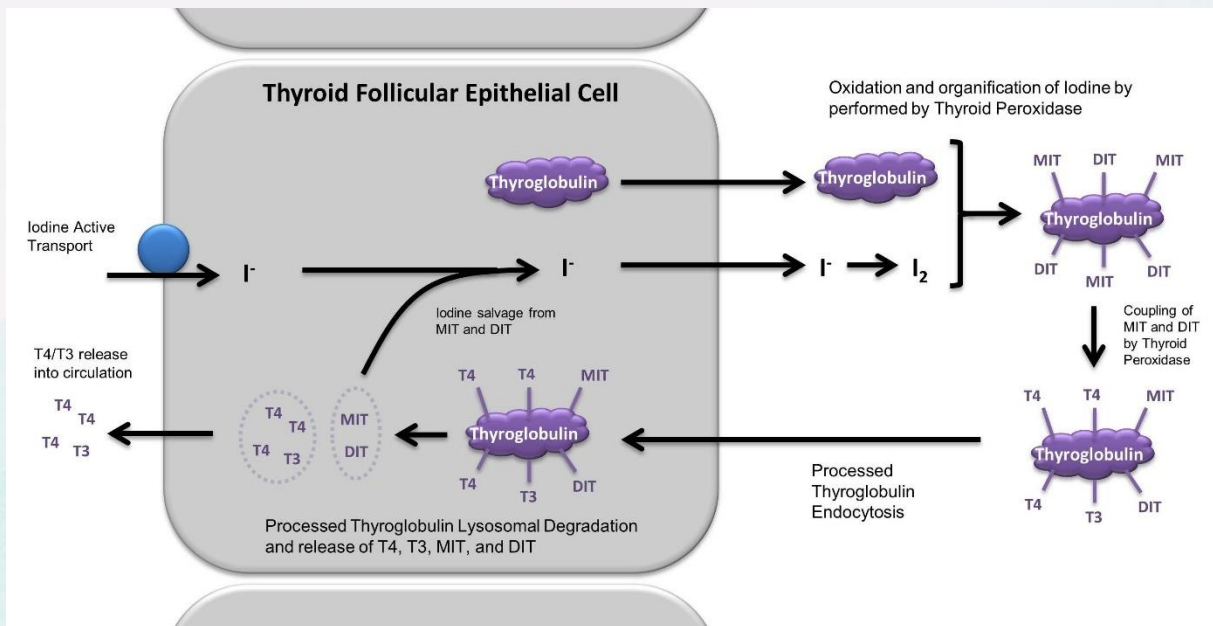 Thyroid Follicular Epithelial Cell
Oxidation and organification of Iodine by
performed by Thyroid Peroxidase
Thyroglobulin
Thyroglobulin
MIT
DIT
MIT
Thyroglobulin
DIT
MIT
DIT
Iodine Active
Transport
I-
I-
I-
I2
Iodine salvage from
MIT and DIT
Coupling of
MIT and DIT
by Thyroid
Peroxidase
T4/T3 release
into circulation
T4
T4
T4
T3
T4
T4
T4
T3
MIT
DIT
T4
T4
MIT
Thyroglobulin
T4
T3
DIT
T4
T4
MIT
Thyroglobulin
T4
T3
DIT
Processed
Thyroglobulin
Endocytosis
Processed Thyroglobulin Lysosomal Degradation
and release of T4, T3, MIT, and DIT